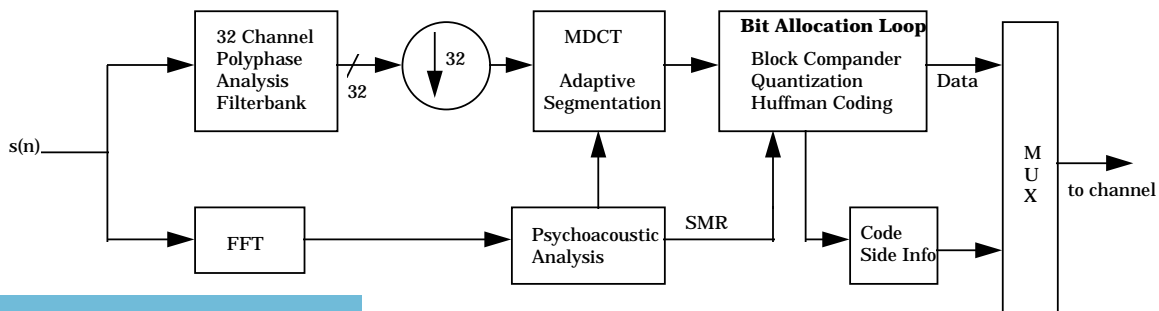 32 Channel
Polyphase
Analysis
Filterbank
32
32
MDCT
Adaptive
Segmentation
Bit Allocation Loop
Block Compander
Quantization
Huffman Coding
Data
s(n)
M
U
X
to channel
FFT
Psychoacoustic
Analysis
SMR
Code
Side Info